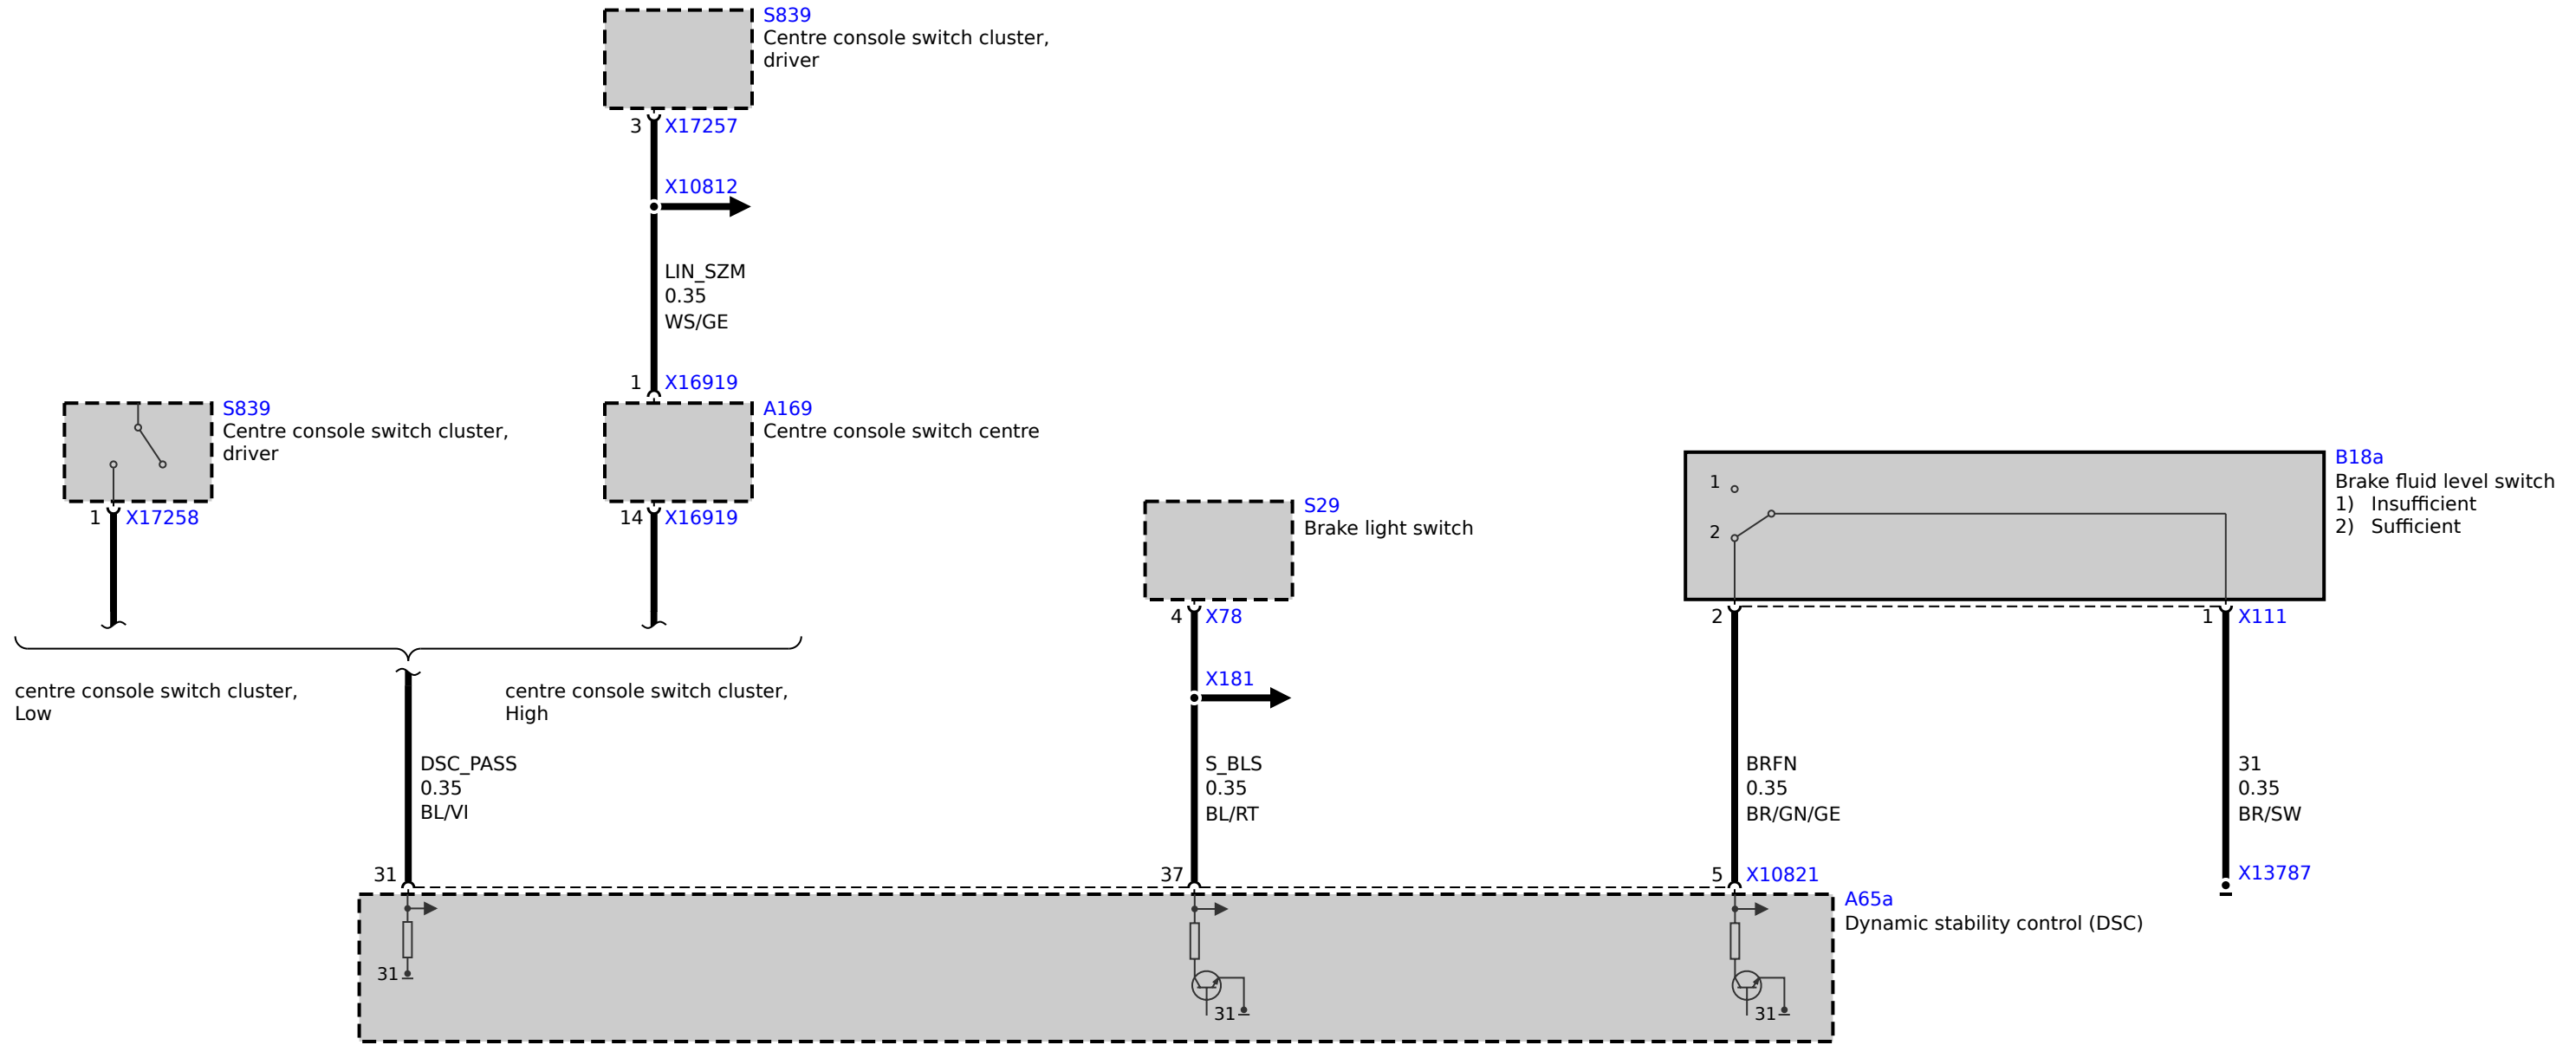 S839
Centre console switch cluster,
driver
3 X17257
X10812
LIN_SZM
0.35
WS/GE
1 X16919
S839
Centre console switch cluster,
driver
A169
Centre console switch centre
1 X17258
14 X16919
S29
Brake light switch
B18a
Brake fluid level switch
1) Insufficient
2) Sufficient
1
2
4 X78
2
1 X111
X181
centre console switch cluster,
Low
centre console switch cluster,
High
DSC_PASS
0.35
BL/VI
S_BLS
0.35
BL/RT
BRFN
0.35
BR/GN/GE
31
0.35
BR/SW
31
37
5 X10821
X13787
A65a
Dynamic stability control (DSC)
31
31
31